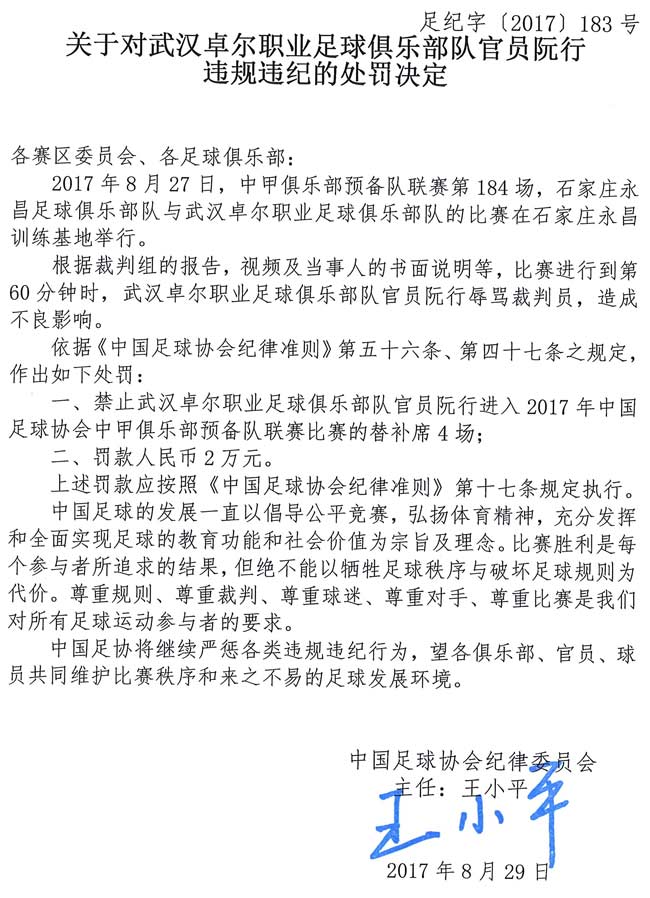 足纪字〔2017〕183号
关于对武汉卓尔职业足球俱乐部队官员阮行
违规违纪的处罚决定
各赛区委员会、各足球俱乐部：
2017年8月27日，中甲俱乐部预备队联赛第184场，石家庄永
昌足球俱乐部队与武汉卓尔职业足球俱乐部队的比赛在石家庄永昌
训练基地举行。
根据裁判组的报告，视频及当事人的书面说明等，比赛进行到第
60分钟时，武汉卓尔职业足球俱乐部队官员阮行辱骂裁判员，造成
不良影响。
依据《中国足球协会纪律准则》第五十六条、第四十七条之规定，
作出如下处罚：
一、禁止武汉卓尔职业足球俱乐部队官员阮行进入2017年中国
足球协会中甲俱乐部预备队联赛比赛的替补席4场；
二、罚款人民币2万元。
上述罚款应按照《中国足球协会纪律准则》第十七条规定执行。
中国足球的发展一直以倡导公平竞赛，弘扬体育精神，充分发挥
和全面实现足球的教育功能和社会价值为宗旨及理念。比赛胜利是每
个参与者所追求的结果，但绝不能以牺牲足球秩序与破坏足球规则为
代价。尊重规则、尊重裁判、尊重球迷、尊重对手、尊重比赛是我们
对所有足球运动参与者的要求。
中国足协将继续严惩各类违规违纪行为，望各俱乐部、官员、球
员共同维护比赛秩序和来之不易的足球发展环境。
中国足球协会纪律委员会
主任：王小平
王小平
2017年8月29日